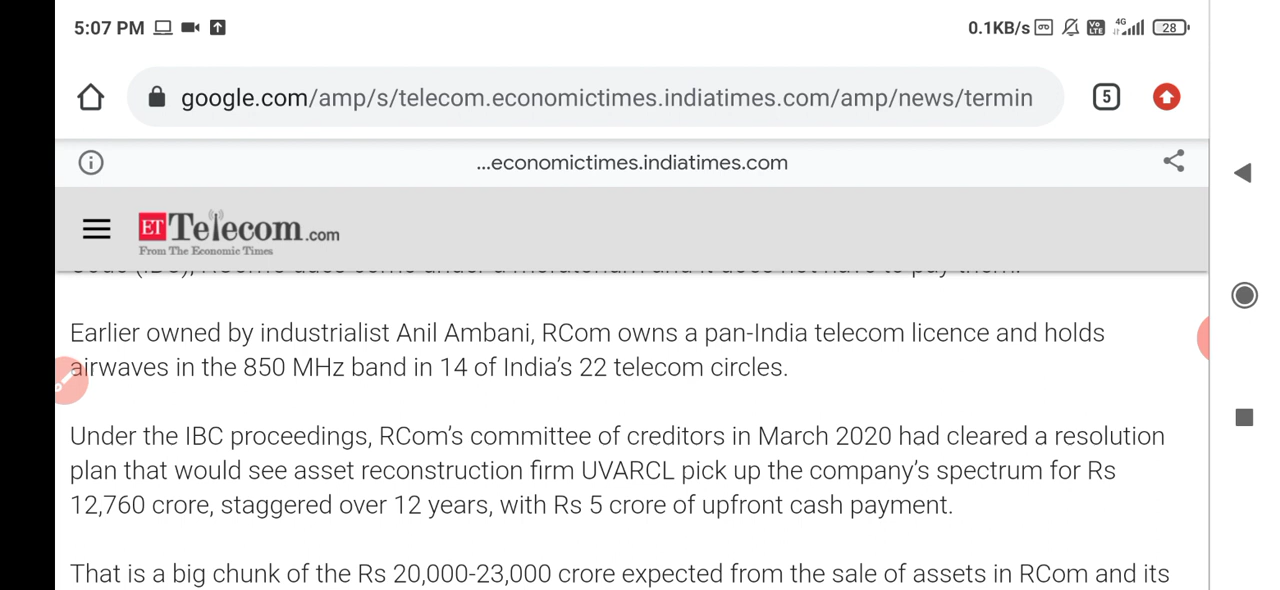 5:07 PM
0.1KB/s 4G 28
Vo LTE
google.com/amp/s/telecom.economictimes.indiatimes.com/amp/news/termin
5
...economictimes.indiatimes.com
ET Telecom.com
From The Economic Times
Earlier owned by industrialist Anil Ambani, RCom owns a pan-India telecom licence and holds
airwaves in the 850 MHz band in 14 of India’s 22 telecom circles.
Under the IBC proceedings, RCom’s committee of creditors in March 2020 had cleared a resolution
plan that would see asset reconstruction firm UVARCL pick up the company’s spectrum for Rs
12,760 crore, staggered over 12 years, with Rs 5 crore of upfront cash payment.
That is a big chunk of the Rs 20,000-23,000 crore expected from the sale of assets in RCom and its